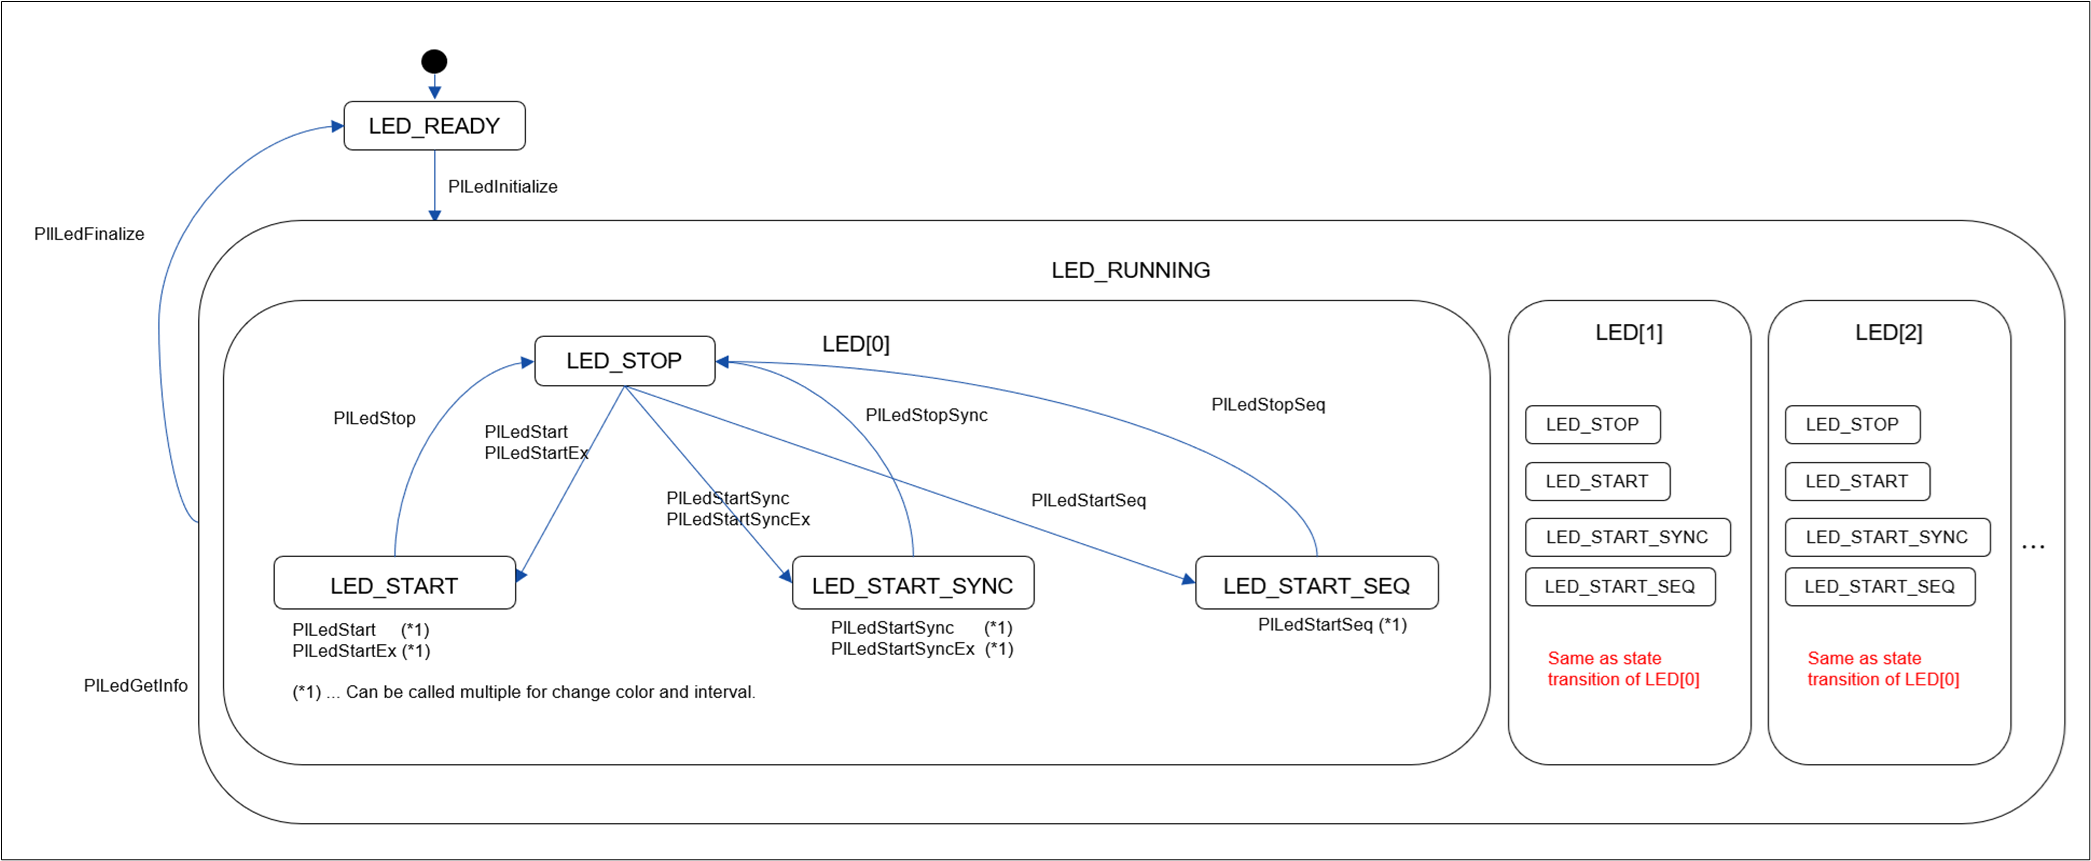 LED_READY
PlLedInitialize
PllLedFinalize
LED_RUNNING
LED[0]
LED_STOP
PlLedStop
PlLedStart
PlLedStartEx
PlLedStartSync
PlLedStartSyncEx
PlLedStopSync
PlLedStartSeq
PlLedStopSeq
LED_START
PlLedStart (*1)
PlLedStartEx (*1)
LED_START_SYNC
PlLedStartSync (*1)
PlLedStartSyncEx (*1)
LED_START_SEQ
PlLedStartSeq (*1)
(*1) ... Can be called multiple for change color and interval.
PlLedGetInfo
LED[1]
LED_STOP
LED_START
LED_START_SYNC
LED_START_SEQ
Same as state
transition of LED[0]
LED[2]
LED_STOP
LED_START
LED_START_SYNC
LED_START_SEQ
Same as state
transition of LED[0]
...